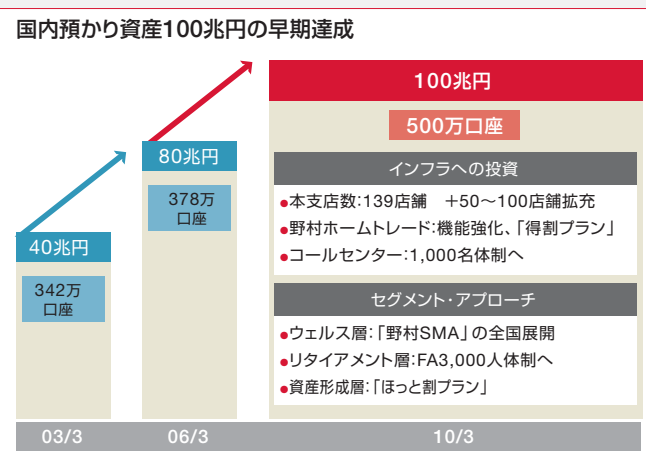 国内預かり資産100兆円の早期達成
100兆円
500万口座
インフラへの投資
●本支店数:139店舗　+50～100店舗拡充
●野村ホームトレード:機能強化、「得割プラン」
●コールセンター:1,000名体制へ
セグメント・アプローチ
●ウェルス層:「野村SMA」の全国展開
●リタイアメント層:FA3,000人体制へ
●資産形成層:「ほっと割プラン」
80兆円
378万
口座
40兆円
342万
口座
03/3
06/3
10/3